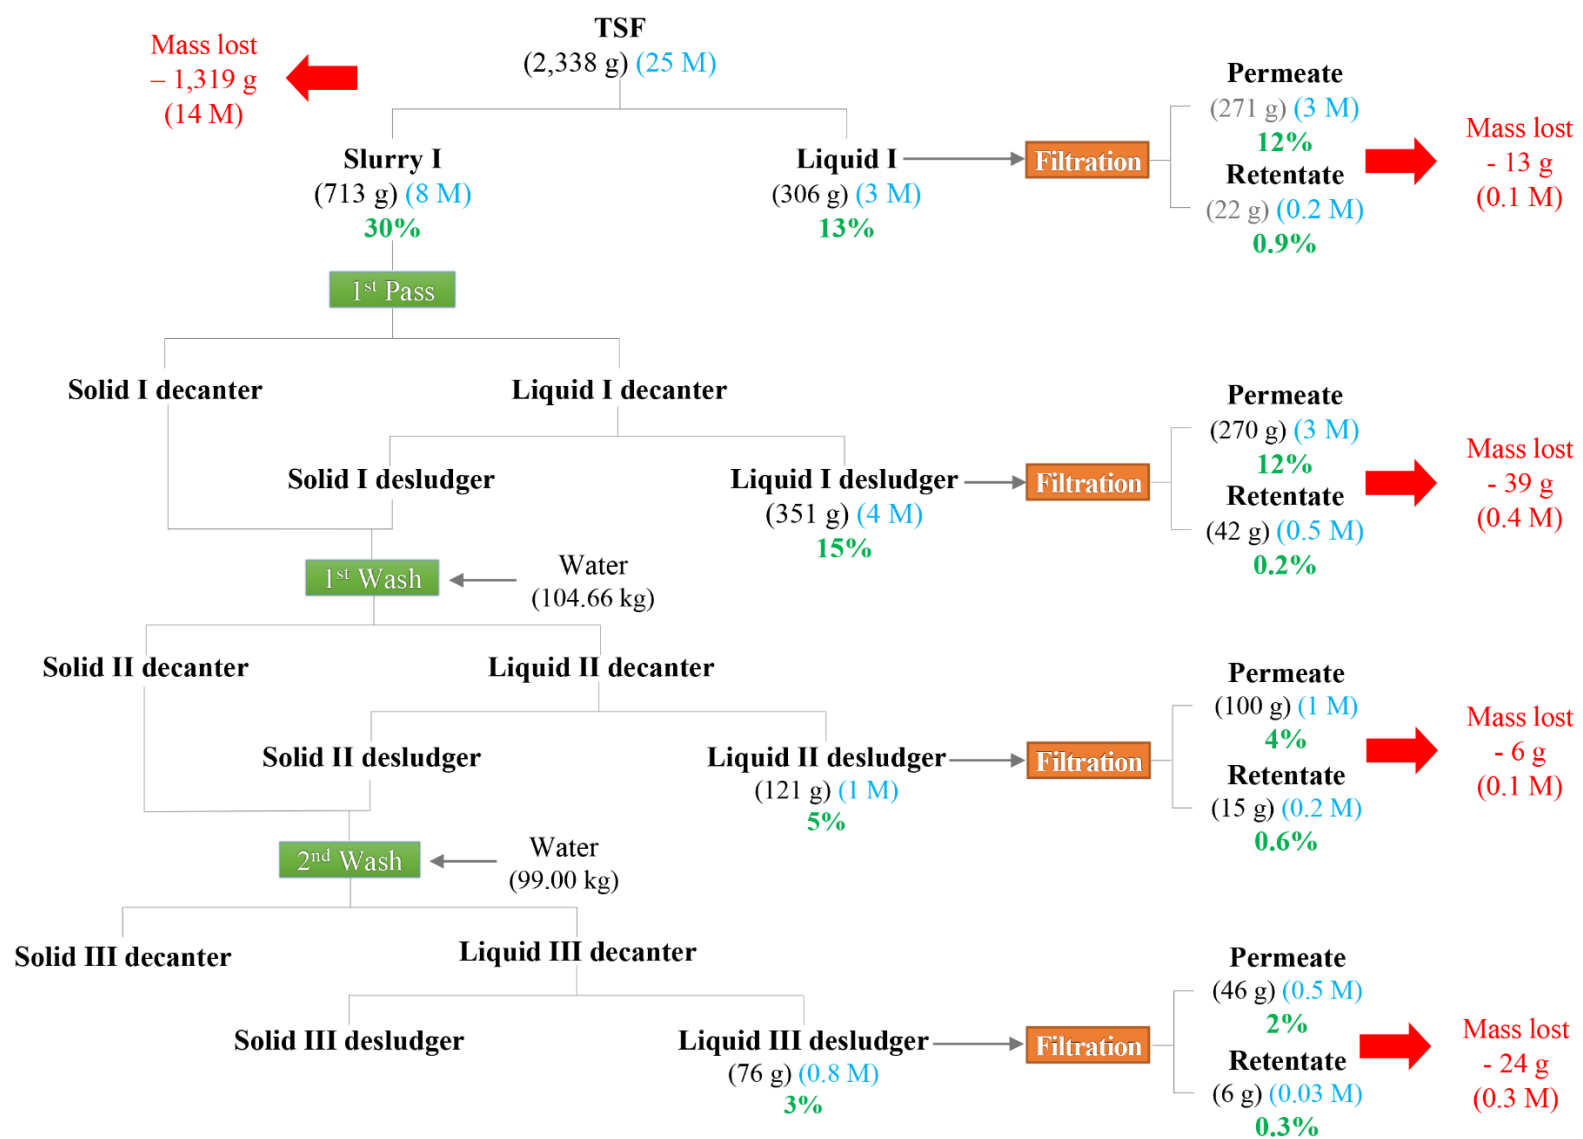 TSF
(2,338 g) (25 M)
Mass lost
– 1,319 g
(14 M)
Slurry I
(713 g) (8 M)
30%
Liquid I
(306 g) (3 M)
13%
Filtration
Permeate
(271 g) (3 M)
12%
Retentate
(22 g) (0.2 M)
0.9%
Mass lost
- 13 g
(0.1 M)
1st Pass
Solid I decanter
Liquid I decanter
Solid I desludger
Liquid I desludger
(351 g) (4 M)
15%
Filtration
Permeate
(270 g) (3 M)
12%
Retentate
(42 g) (0.5 M)
0.2%
Mass lost
- 39 g
(0.4 M)
1st Wash
Water
(104.66 kg)
Solid II decanter
Liquid II decanter
Solid II desludger
Liquid II desludger
(121 g) (1 M)
5%
Filtration
Permeate
(100 g) (1 M)
4%
Retentate
(15 g) (0.2 M)
0.6%
Mass lost
- 6 g
(0.1 M)
2nd Wash
Water
(99.00 kg)
Solid III decanter
Liquid III decanter
Solid III desludger
Liquid III desludger
(76 g) (0.8 M)
3%
Filtration
Permeate
(46 g) (0.5 M)
2%
Retentate
(6 g) (0.03 M)
0.3%
Mass lost
- 24 g
(0.3 M)